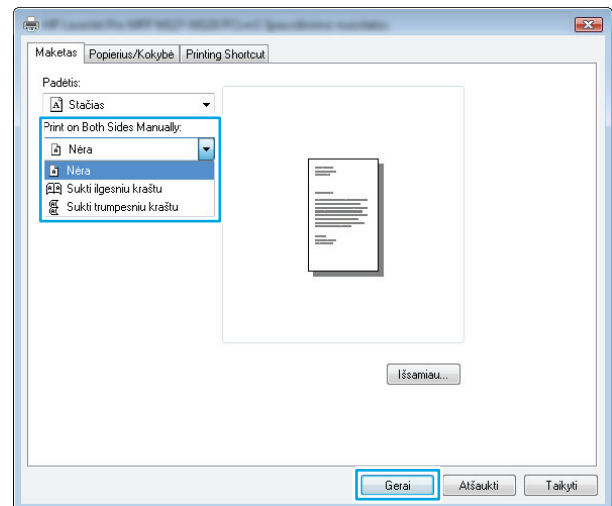 Maketas Popierius/Kokybė Printing Shortcut
Padėtis:
Stačias
Print on Both Sides Manually:
Nėra
Nėra
Sukti ilgesniu kraštu
Sukti trumpesniu kraštu
Išsamiau...
Gerai Atšaukti Taikyti